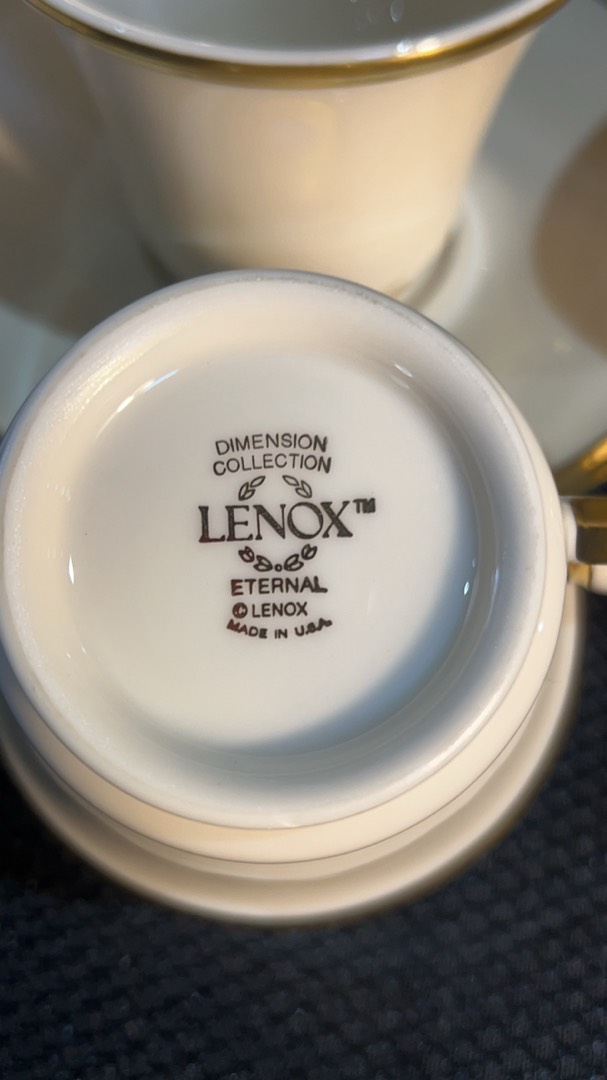 DIMENSION
COLLECTION
LENOX™
ETERNAL
© LENOX
MADE IN U.S.A.